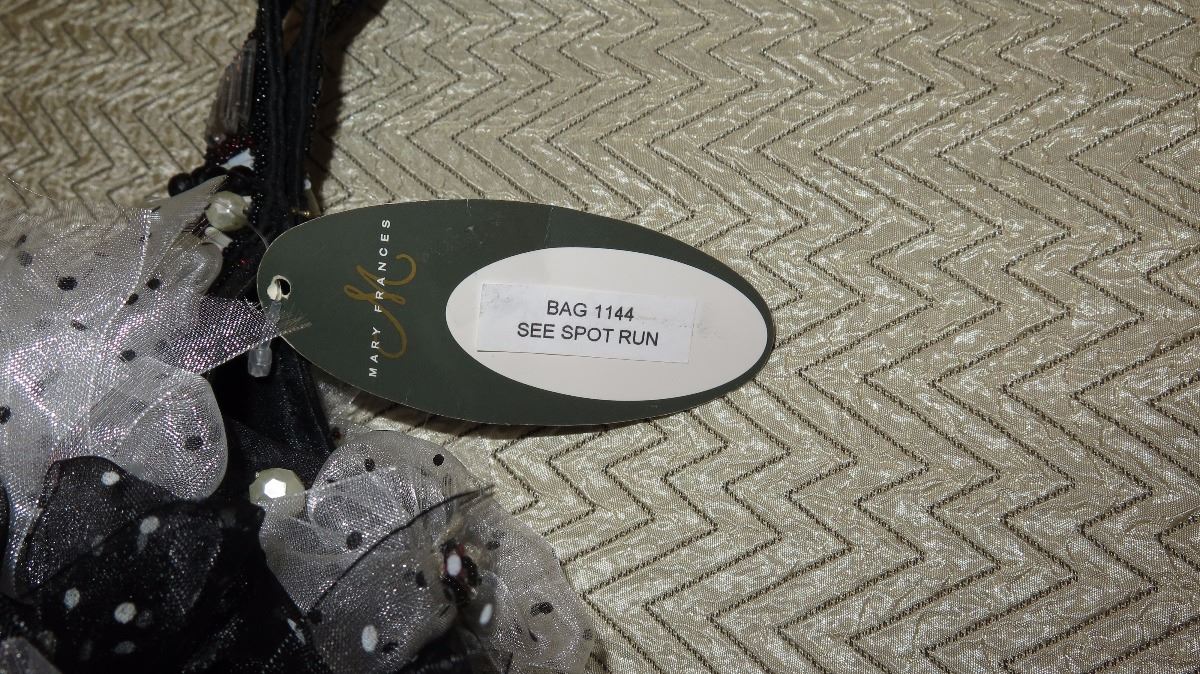 MARY FRANCES
M
BAG 1144
SEE SPOT RUN